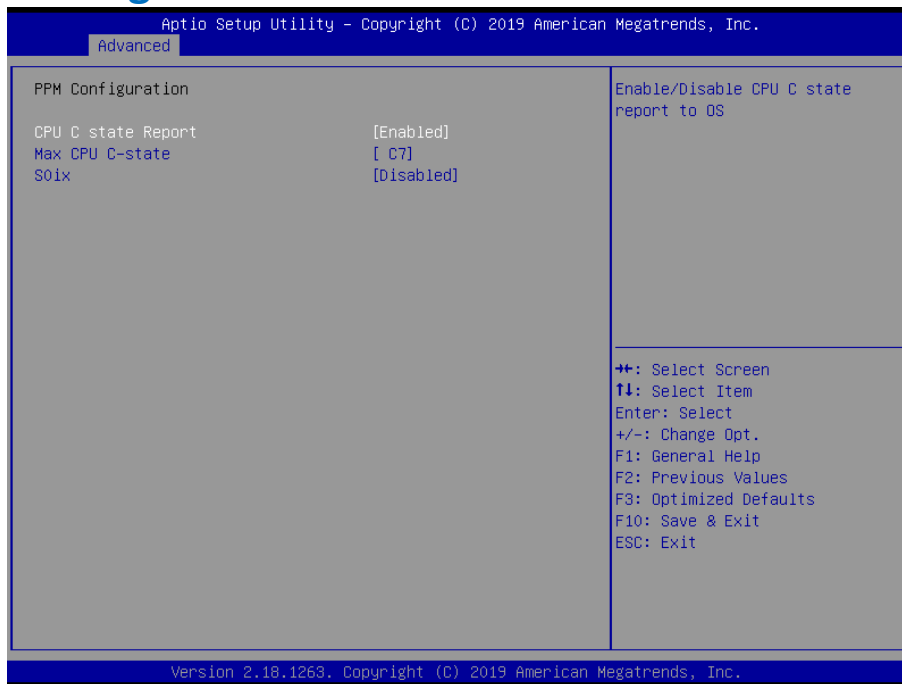 Aptio Setup Utility – Copyright (C) 2019 American Megatrends, Inc.
Advanced
PPM Configuration
CPU C state Report [Enabled]
Max CPU C-state [ C7]
S0ix [Disabled]
Enable/Disable CPU C state
report to OS
→←: Select Screen
↑↓: Select Item
Enter: Select
+/-: Change Opt.
F1: General Help
F2: Previous Values
F3: Optimized Defaults
F10: Save & Exit
ESC: Exit
Version 2.18.1263. Copyright (C) 2019 American Megatrends, Inc.